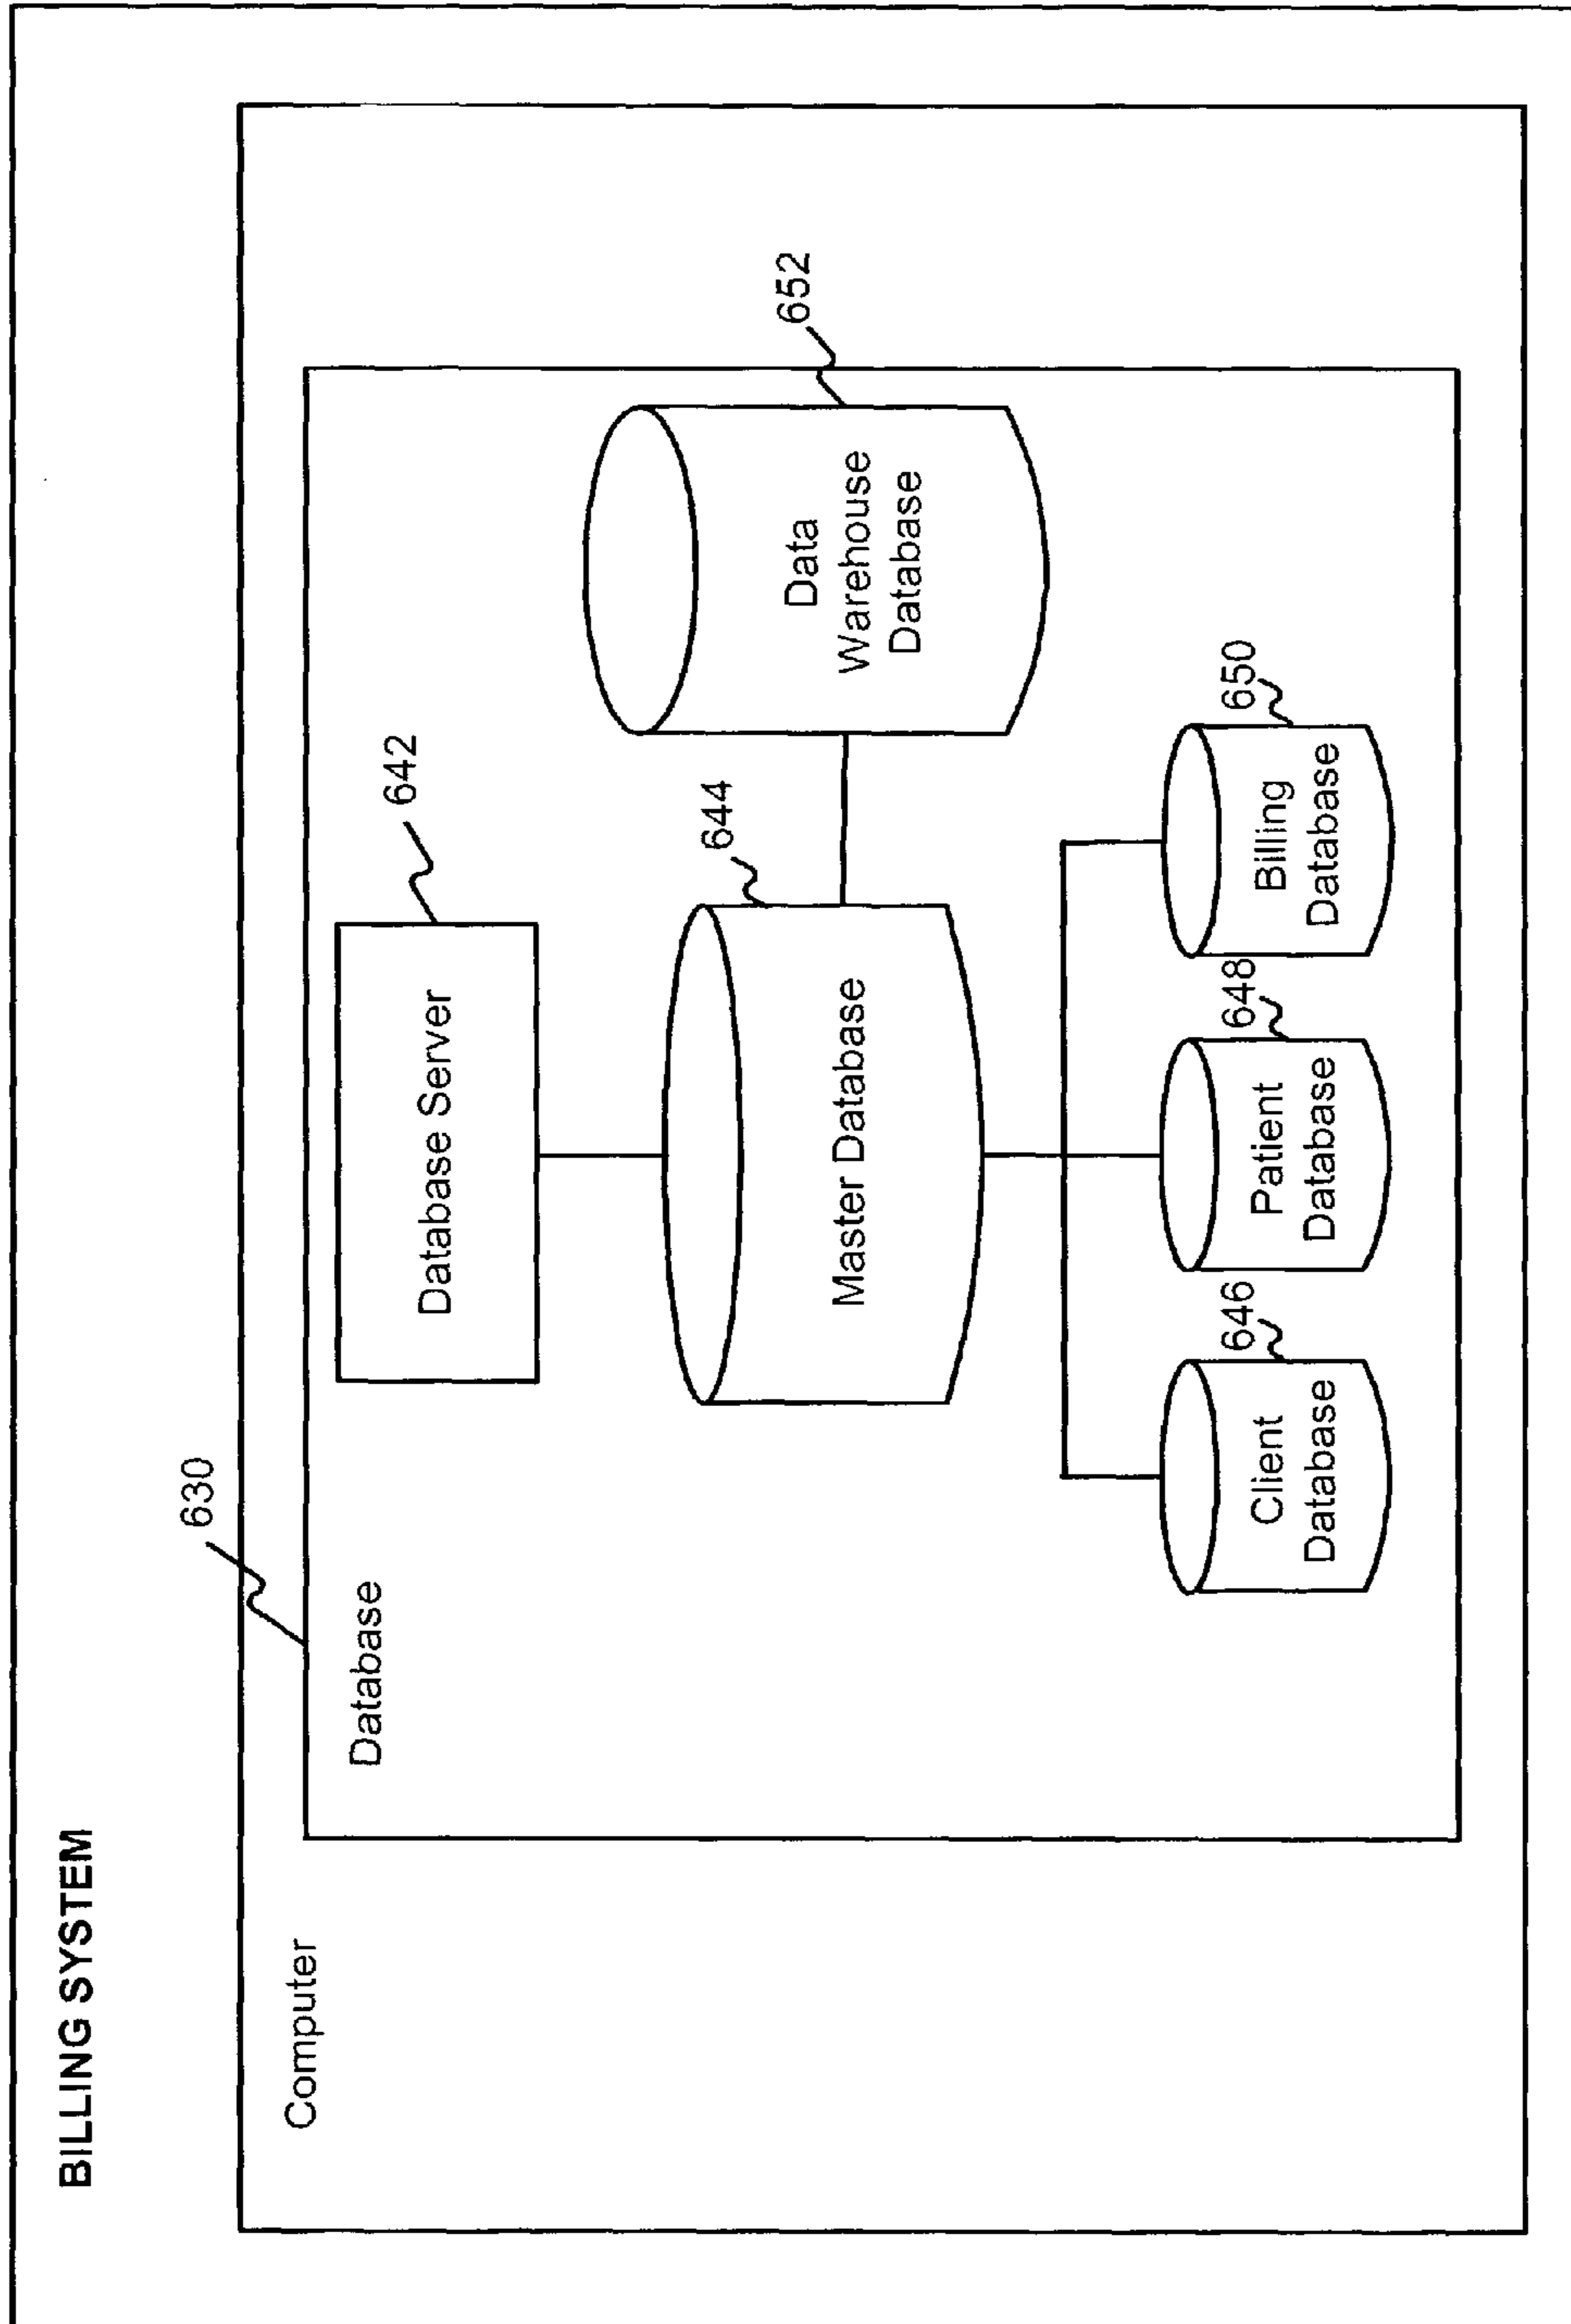 BILLING SYSTEM
Computer
630
Database
642
Database Server
644
Master Database
652
Data
Warehouse
Database
646
Client
Database
648
Patient
Database
650
Billing
Database